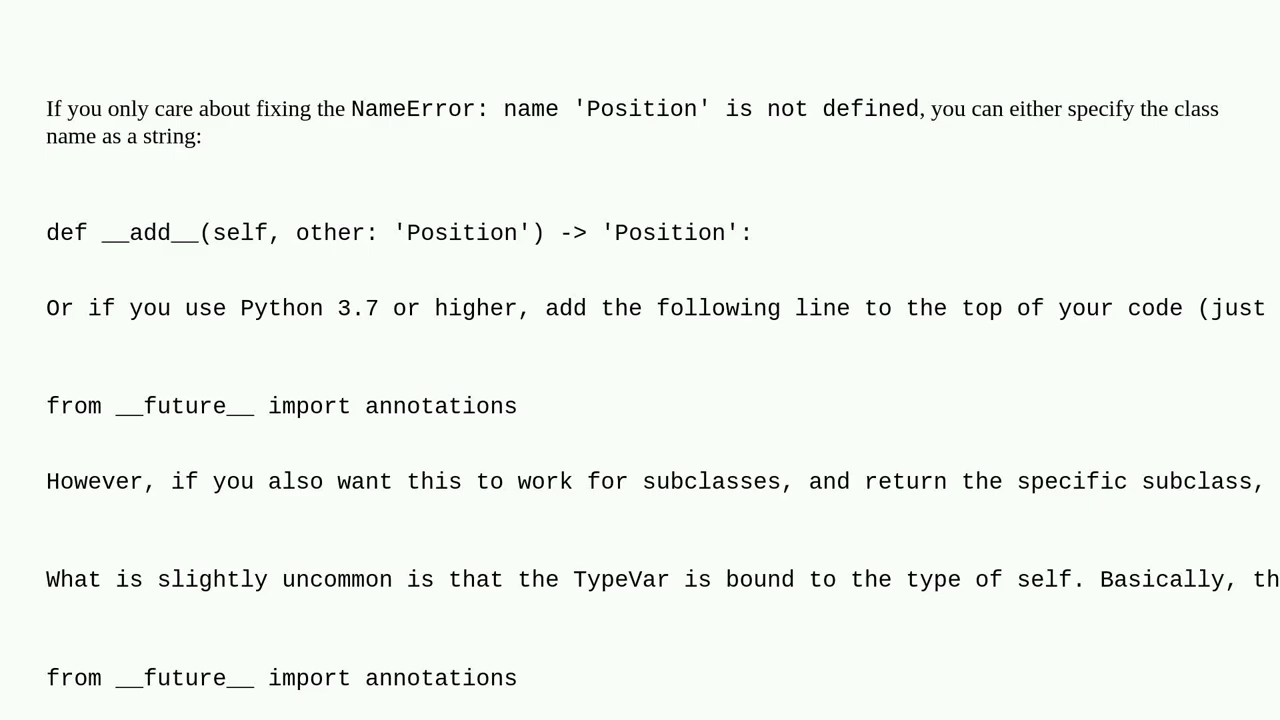 If you only care about fixing the NameError: name 'Position' is not defined, you can either specify the class
name as a string:
def __add__(self, other: 'Position') -> 'Position':
Or if you use Python 3.7 or higher, add the following line to the top of your code (just
from __future__ import annotations
However, if you also want this to work for subclasses, and return the specific subclass,
What is slightly uncommon is that the TypeVar is bound to the type of self. Basically, th
from __future__ import annotations